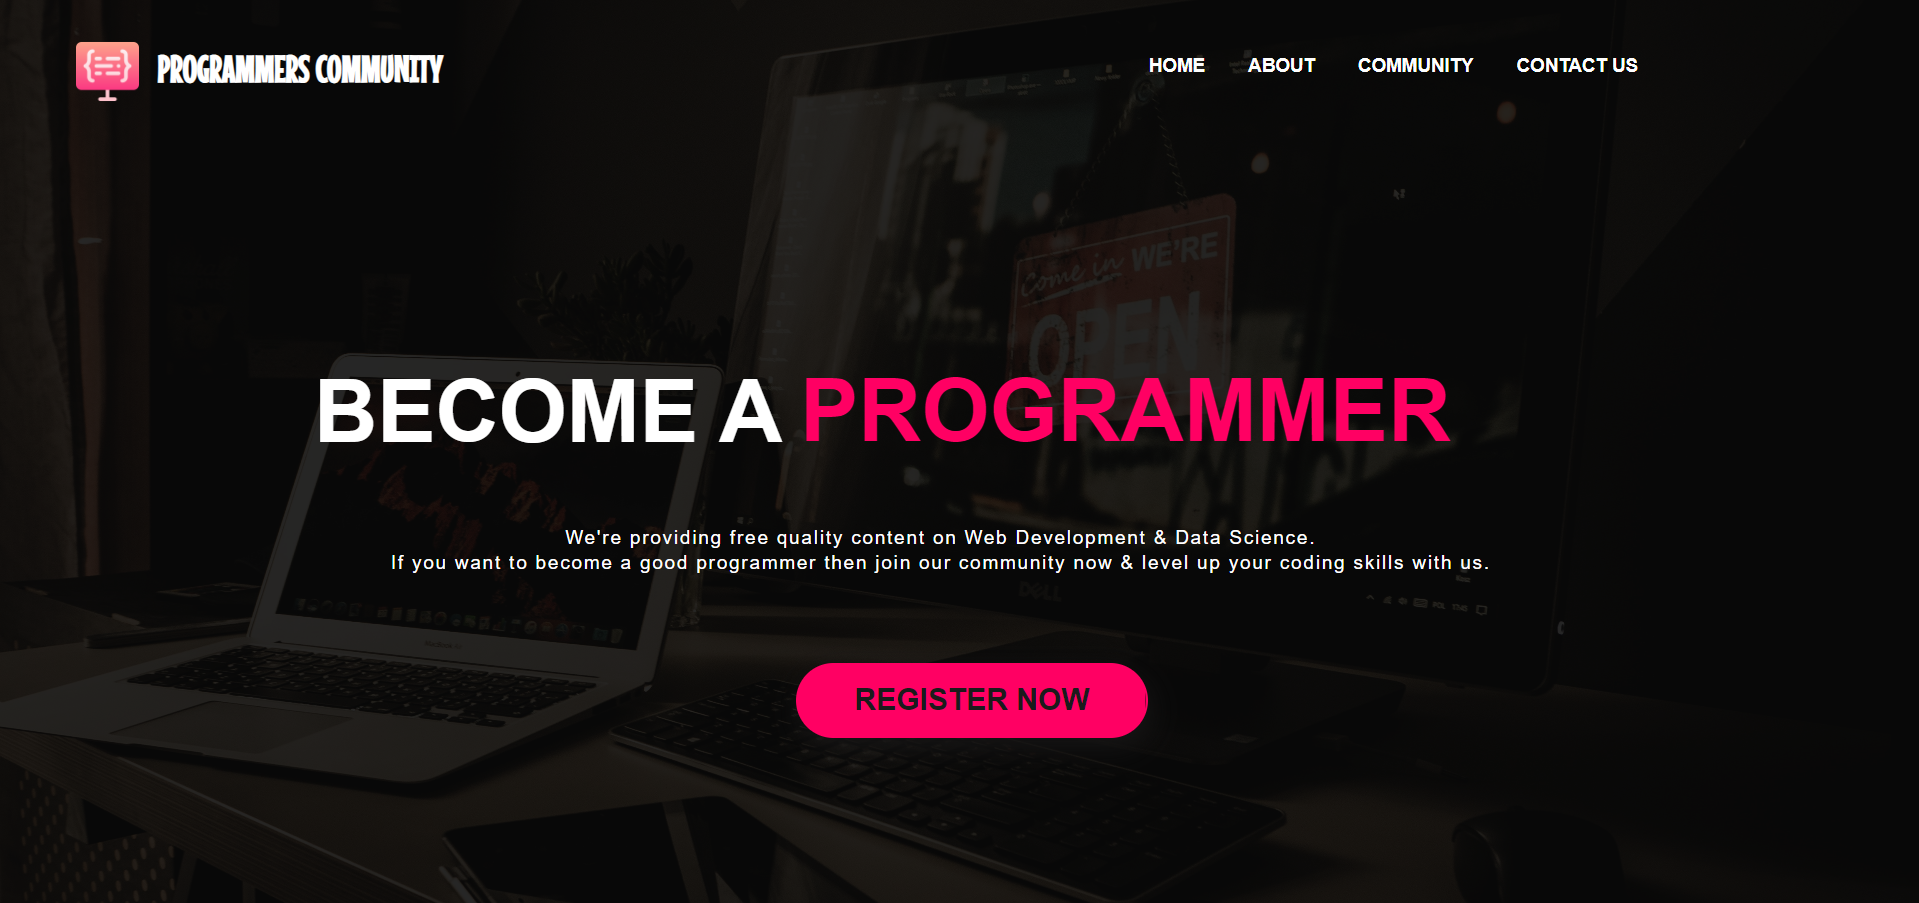 PROGRAMMERS COMMUNITY
HOME ABOUT COMMUNITY CONTACT US
Come in WE'RE
OPEN
BECOME A PROGRAMMER
We're providing free quality content on Web Development & Data Science.
If you want to become a good programmer then join our community now & level up your coding skills with us.
DELL
REGISTER NOW